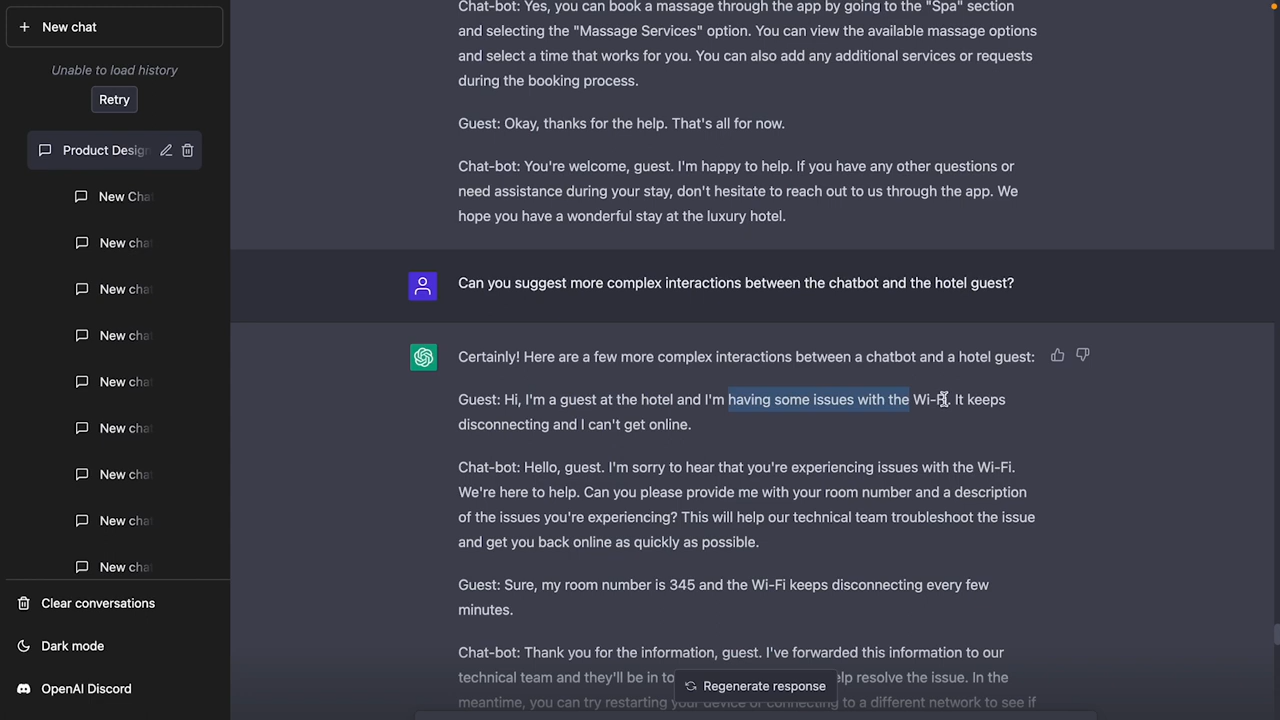 New chat
Unable to load history
Retry
Product Desig
New Cha
New cha
New cha
New cha
New cha
New cha
New cha
New cha
New cha
Clear conversations
Dark mode
OpenAI Discord
Chat-bot: Yes, you can book a massage through the app by going to the "Spa" section
and selecting the "Massage Services" option. You can view the available massage options
and select a time that works for you. You can also add any additional services or requests
during the booking process.
Guest: Okay, thanks for the help. That's all for now.
Chat-bot: You're welcome, guest. I'm happy to help. If you have any other questions or
need assistance during your stay, don't hesitate to reach out to us through the app. We
hope you have a wonderful stay at the luxury hotel.
Can you suggest more complex interactions between the chatbot and the hotel guest?
Certainly! Here are a few more complex interactions between a chatbot and a hotel guest:
Guest: Hi, I'm a guest at the hotel and I'm having some issues with the Wi-Fi. It keeps
disconnecting and I can't get online.
Chat-bot: Hello, guest. I'm sorry to hear that you're experiencing issues with the Wi-Fi.
We're here to help. Can you please provide me with your room number and a description
of the issues you're experiencing? This will help our technical team troubleshoot the issue
and get you back online as quickly as possible.
Guest: Sure, my room number is 345 and the Wi-Fi keeps disconnecting every few
minutes.
Chat-bot: Thank you for the information, guest. I've forwarded this information to our
technical team and they'll be in to help resolve the issue. In the
Regenerate response
meantime, you can try restarting your device or connecting to a different network to see if